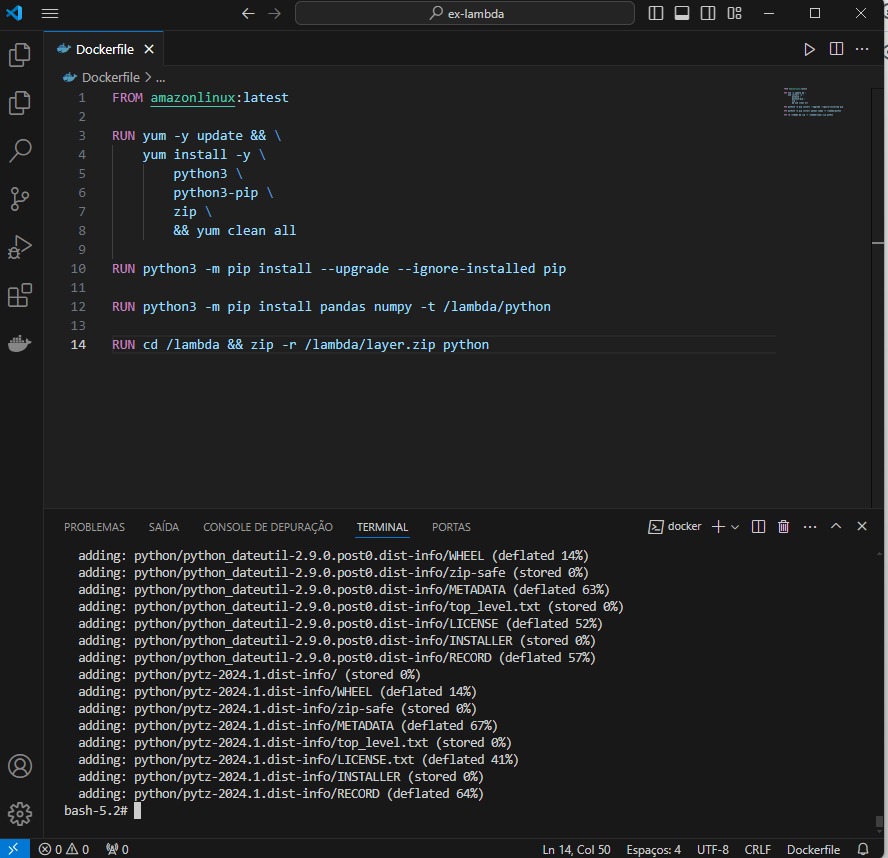 ex-lambda
Dockerfile
Dockerfile > ...
1 FROM amazonlinux:latest
2
3 RUN yum -y update && \
4 yum install -y \
5 python3 \
6 python3-pip \
7 zip \
8 && yum clean all
9
10 RUN python3 -m pip install --upgrade --ignore-installed pip
11
12 RUN python3 -m pip install pandas numpy -t /lambda/python
13
14 RUN cd /lambda && zip -r /lambda/layer.zip python
PROBLEMAS SAÍDA CONSOLE DE DEPURAÇÃO TERMINAL PORTAS docker
adding: python/python_dateutil-2.9.0.post0.dist-info/WHEEL (deflated 14%)
adding: python/python_dateutil-2.9.0.post0.dist-info/zip-safe (stored 0%)
adding: python/python_dateutil-2.9.0.post0.dist-info/METADATA (deflated 63%)
adding: python/python_dateutil-2.9.0.post0.dist-info/top_level.txt (stored 0%)
adding: python/python_dateutil-2.9.0.post0.dist-info/LICENSE (deflated 52%)
adding: python/python_dateutil-2.9.0.post0.dist-info/INSTALLER (stored 0%)
adding: python/python_dateutil-2.9.0.post0.dist-info/RECORD (deflated 57%)
adding: python/pytz-2024.1.dist-info/ (stored 0%)
adding: python/pytz-2024.1.dist-info/WHEEL (deflated 14%)
adding: python/pytz-2024.1.dist-info/zip-safe (stored 0%)
adding: python/pytz-2024.1.dist-info/METADATA (deflated 67%)
adding: python/pytz-2024.1.dist-info/top_level.txt (stored 0%)
adding: python/pytz-2024.1.dist-info/LICENSE.txt (deflated 41%)
adding: python/pytz-2024.1.dist-info/INSTALLER (stored 0%)
adding: python/pytz-2024.1.dist-info/RECORD (deflated 64%)
bash-5.2#
0 0 0 Ln 14, Col 50 Espaços: 4 UTF-8 CRLF Dockerfile